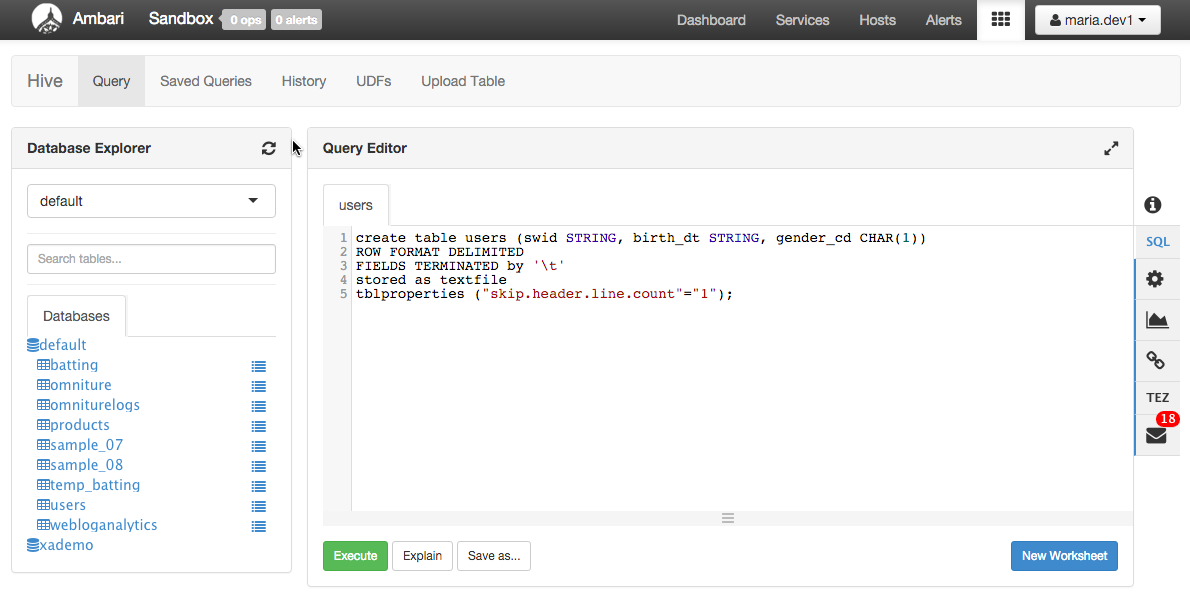 Ambari Sandbox 0 ops 0 alerts Dashboard Services Hosts Alerts maria.dev1
Hive Query Saved Queries History UDFs Upload Table
Database Explorer
default
Search tables...
Databases
default
batting
omniture
omniturelogs
products
sample_07
sample_08
temp_batting
users
webloganalytics
xademo
Query Editor
users
1 create table users (swid STRING, birth_dt STRING, gender_cd CHAR(1))
2 ROW FORMAT DELIMITED
3 FIELDS TERMINATED by '\t'
4 stored as textfile
5 tblproperties ("skip.header.line.count"="1");
Execute Explain Save as... New Worksheet
SQL
TEZ
18